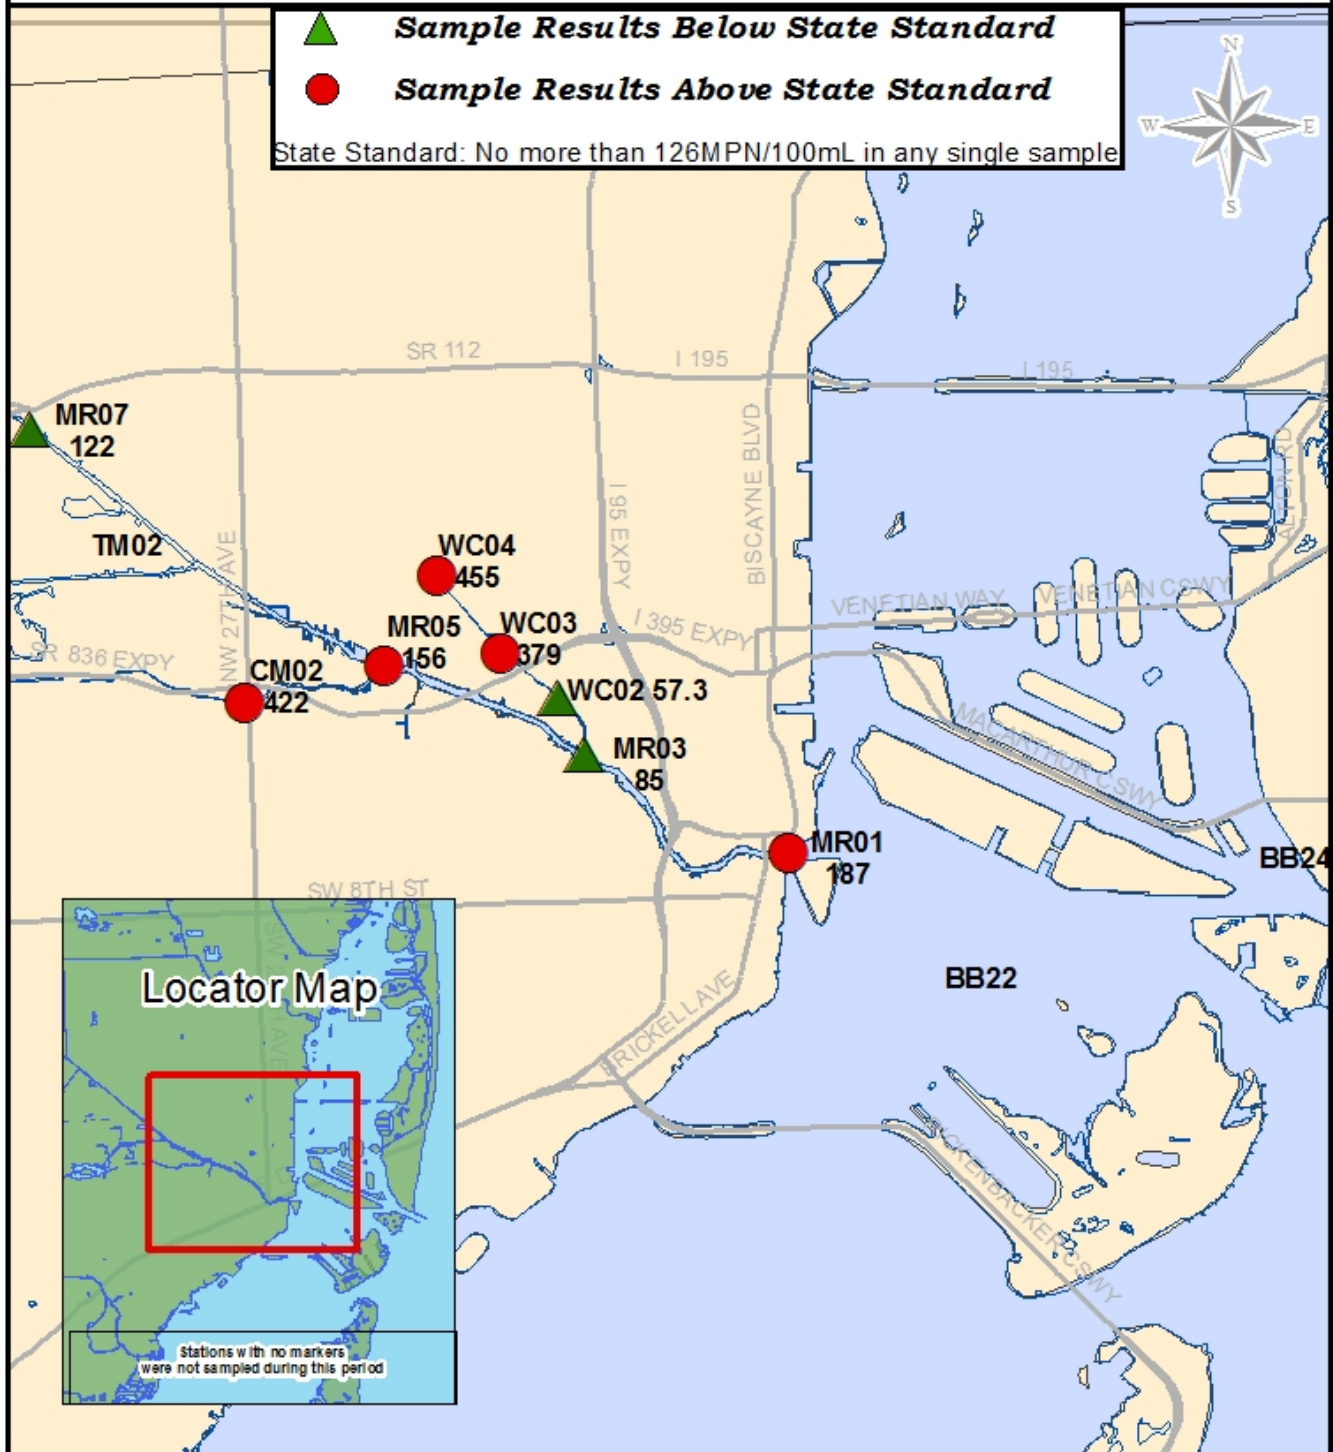 Sample Results Below State Standard
Sample Results Above State Standard
State Standard: No more than 126MPN/100mL in any single sample
N
W
E
S
SR 112
I 195
I 195
MR07
122
BISCAYNE BLVD
ALTON RD
I 95 EXPY
TM02
NW 27TH AVE
WC04
455
VENETIAN WAY
VENETIAN CSWY
MR05
156
WC03
379
I 395 EXPY
SR 836 EXPY
CM02
422
WC02 57.3
MACARTHUR CSWY
MR03
85
MR01
187
BB24
SW 8TH ST
BB22
Locator Map
BRICKELL AVE
RICKENBACKER CSWY
Stations with no markers
were not sampled during this period